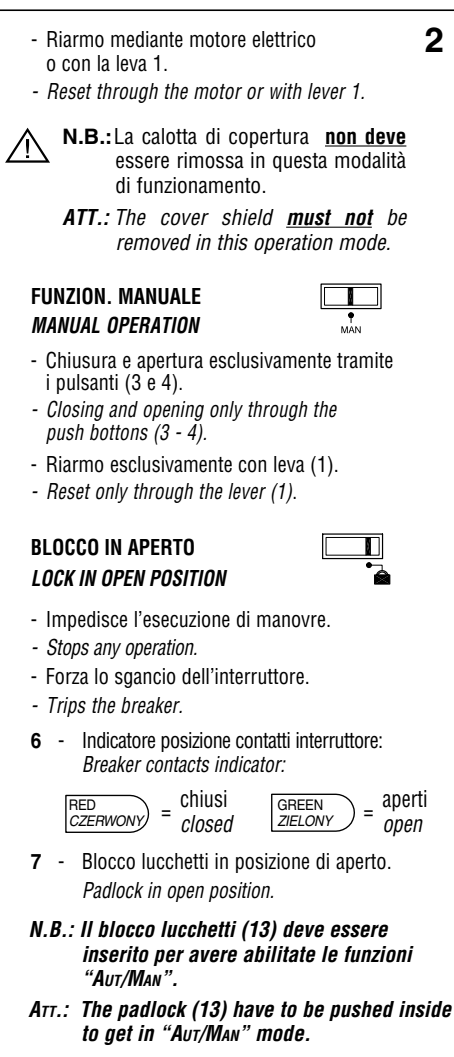 2
- Riarmo mediante motore elettrico
o con la leva 1.
- Reset through the motor or with lever 1.
N.B.: La calotta di copertura non deve
essere rimossa in questa modalità
di funzionamento.
ATT.: The cover shield must not be
removed in this operation mode.
FUNZION. MANUALE
MANUAL OPERATION
MAN
- Chiusura e apertura esclusivamente tramite
i pulsanti (3 e 4).
- Closing and opening only through the
push bottons (3 - 4).
- Riarmo esclusivamente con leva (1).
- Reset only through the lever (1).
BLOCCO IN APERTO
LOCK IN OPEN POSITION
- Impedisce l'esecuzione di manovre.
- Stops any operation.
- Forza lo sgancio dell'interruttore.
- Trips the breaker.
6 - Indicatore posizione contatti interruttore:
Breaker contacts indicator:
RED = chiusi GREEN = aperti
CZERWONY closed ZIELONY open
7 - Blocco lucchetti in posizione di aperto.
Padlock in open position.
N.B.: Il blocco lucchetti (13) deve essere
inserito per avere abilitate le funzioni
“AUT/MAN”.
ATT.: The padlock (13) have to be pushed inside
to get in “AUT/MAN” mode.